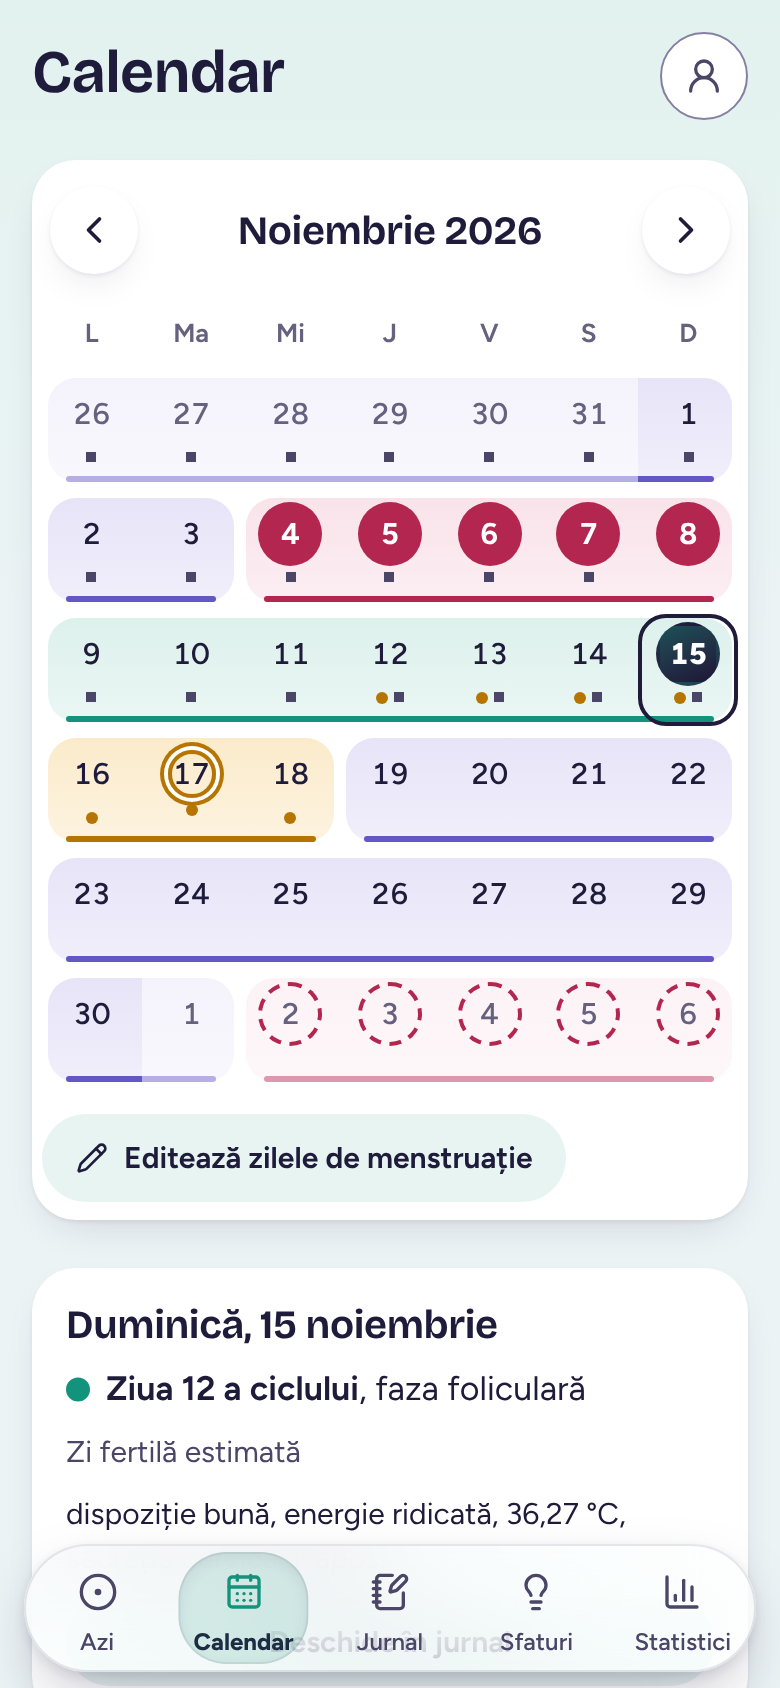 Calendar
Noiembrie 2026
L Ma Mi J V S D
26 27 28 29 30 31 1
2 3 4 5 6 7 8
9 10 11 12 13 14 15
16 17 18 19 20 21 22
23 24 25 26 27 28 29
30 1 2 3 4 5 6
Editează zilele de menstruație
Duminică, 15 noiembrie
Ziua 12 a ciclului, faza foliculară
Zi fertilă estimată
dispoziție bună, energie ridicată, 36,27 °C,
Deschide în jurnal
Azi Calendar Jurnal Sfaturi Statistici